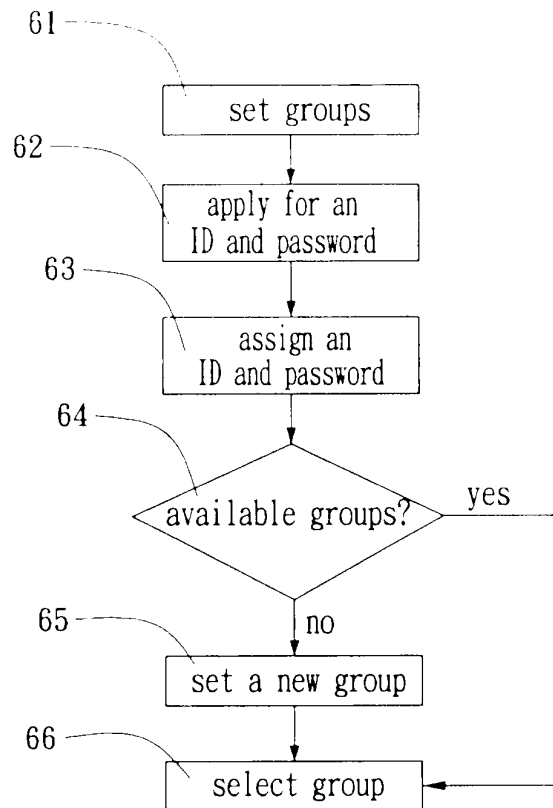 61
set groups
62
apply for an
ID and password
63
assign an
ID and password
64
available groups?
yes
no
65
set a new group
66
select group